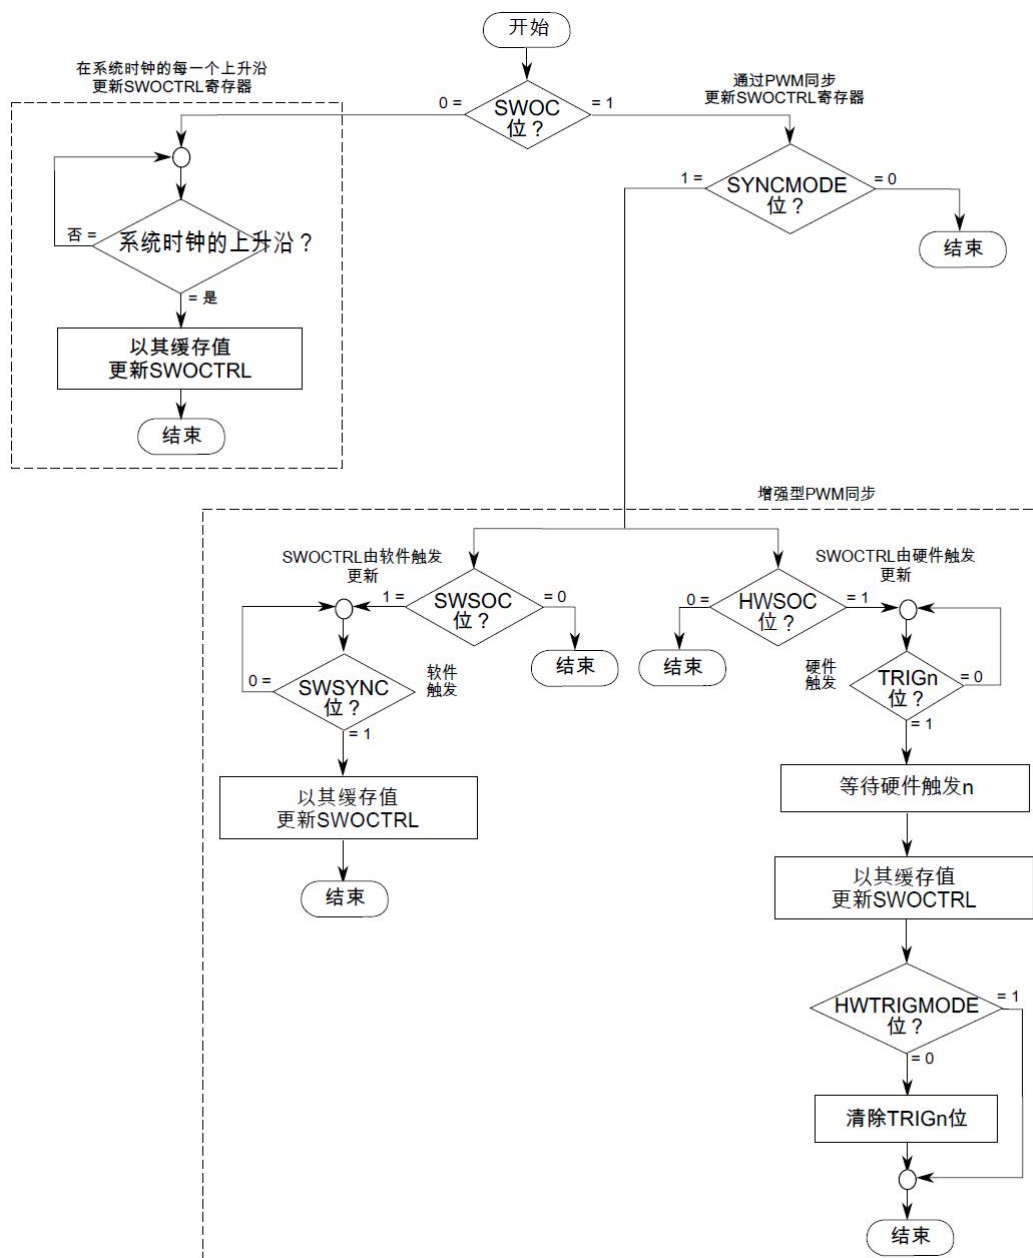 开始
在系统时钟的每一个上升沿
更新SWOCTRL寄存器
通过PWM同步
更新SWOCTRL寄存器
0 =
SWOC
位？
= 1
1 =
SYNCMODE
位？
= 0
结束
否 =
系统时钟的上升沿？
= 是
以其缓存值
更新SWOCTRL
结束
增强型PWM同步
SWOCTRL由软件触发
更新
SWOCTRL由硬件触发
更新
1 =
SWSOC
位？
= 0
0 =
HWSOC
位？
= 1
结束
结束
0 =
SWSYNC
位？
软件
触发
= 1
硬件
触发
TRIGn
位？
= 0
= 1
以其缓存值
更新SWOCTRL
结束
等待硬件触发n
以其缓存值
更新SWOCTRL
HWTRIGMODE
位？
= 1
= 0
清除TRIGn位
结束